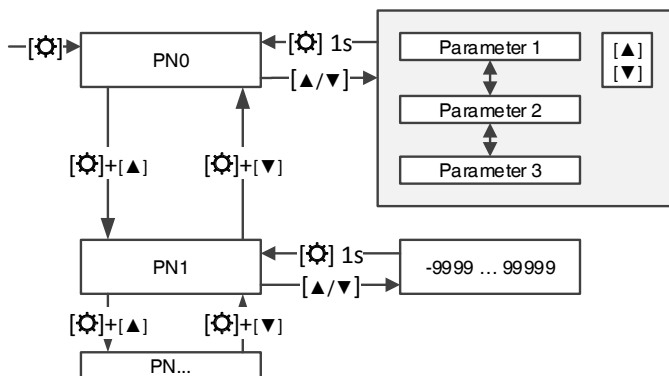 [⛭]
PN0
[⛭] 1s
[▲/▼]
Parameter 1
Parameter 2
Parameter 3
[▲]
[▼]
[⛭]+[▲]
[⛭]+[▼]
PN1
[⛭] 1s
[▲/▼]
-9999 ... 99999
[⛭]+[▲]
[⛭]+[▼]
PN...